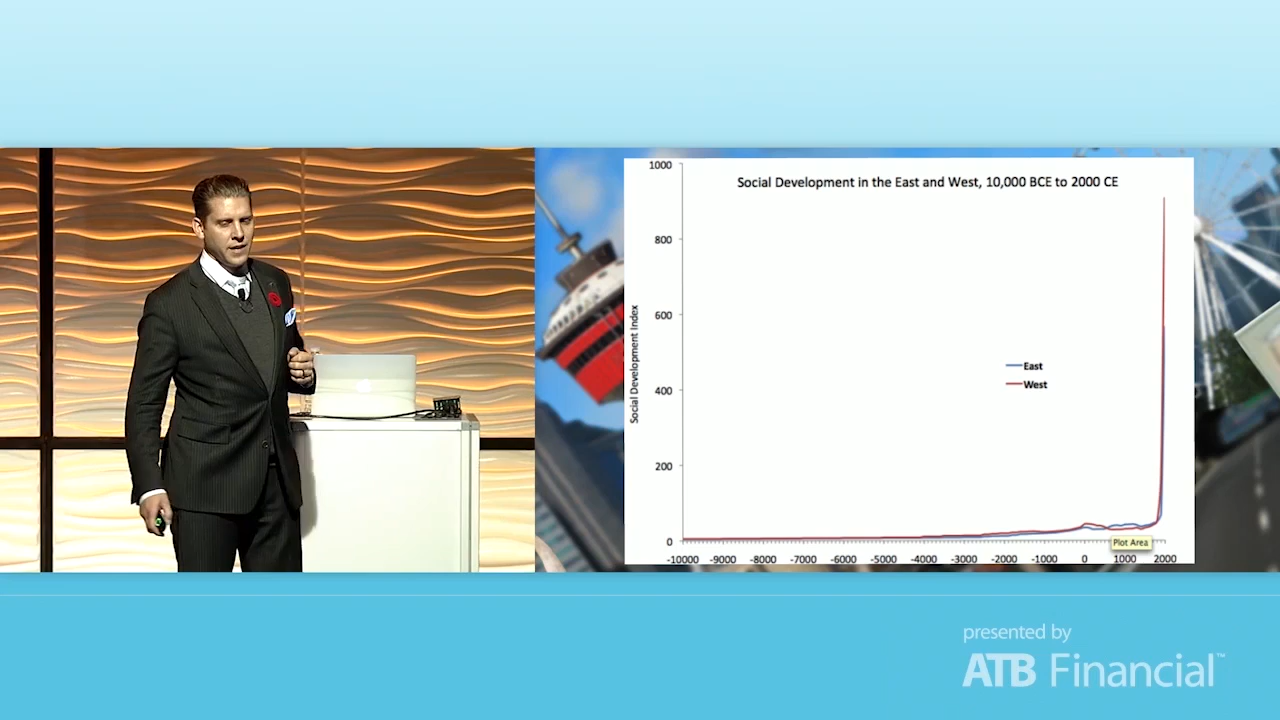 Social Development in the East and West, 10,000 BCE to 2000 CE
Social Development Index
1000
800
600
400
200
0
East
West
Plot Area
-10000 -9000 -8000 -7000 -6000 -5000 -4000 -3000 -2000 -1000 0 1000 2000
presented by
ATB Financial™